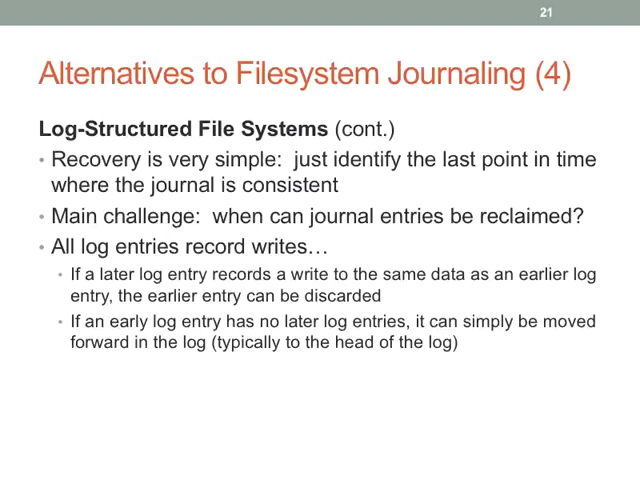 21
Alternatives to Filesystem Journaling (4)
Log-Structured File Systems (cont.)
• Recovery is very simple: just identify the last point in time
where the journal is consistent
• Main challenge: when can journal entries be reclaimed?
• All log entries record writes…
• If a later log entry records a write to the same data as an earlier log
entry, the earlier entry can be discarded
• If an early log entry has no later log entries, it can simply be moved
forward in the log (typically to the head of the log)